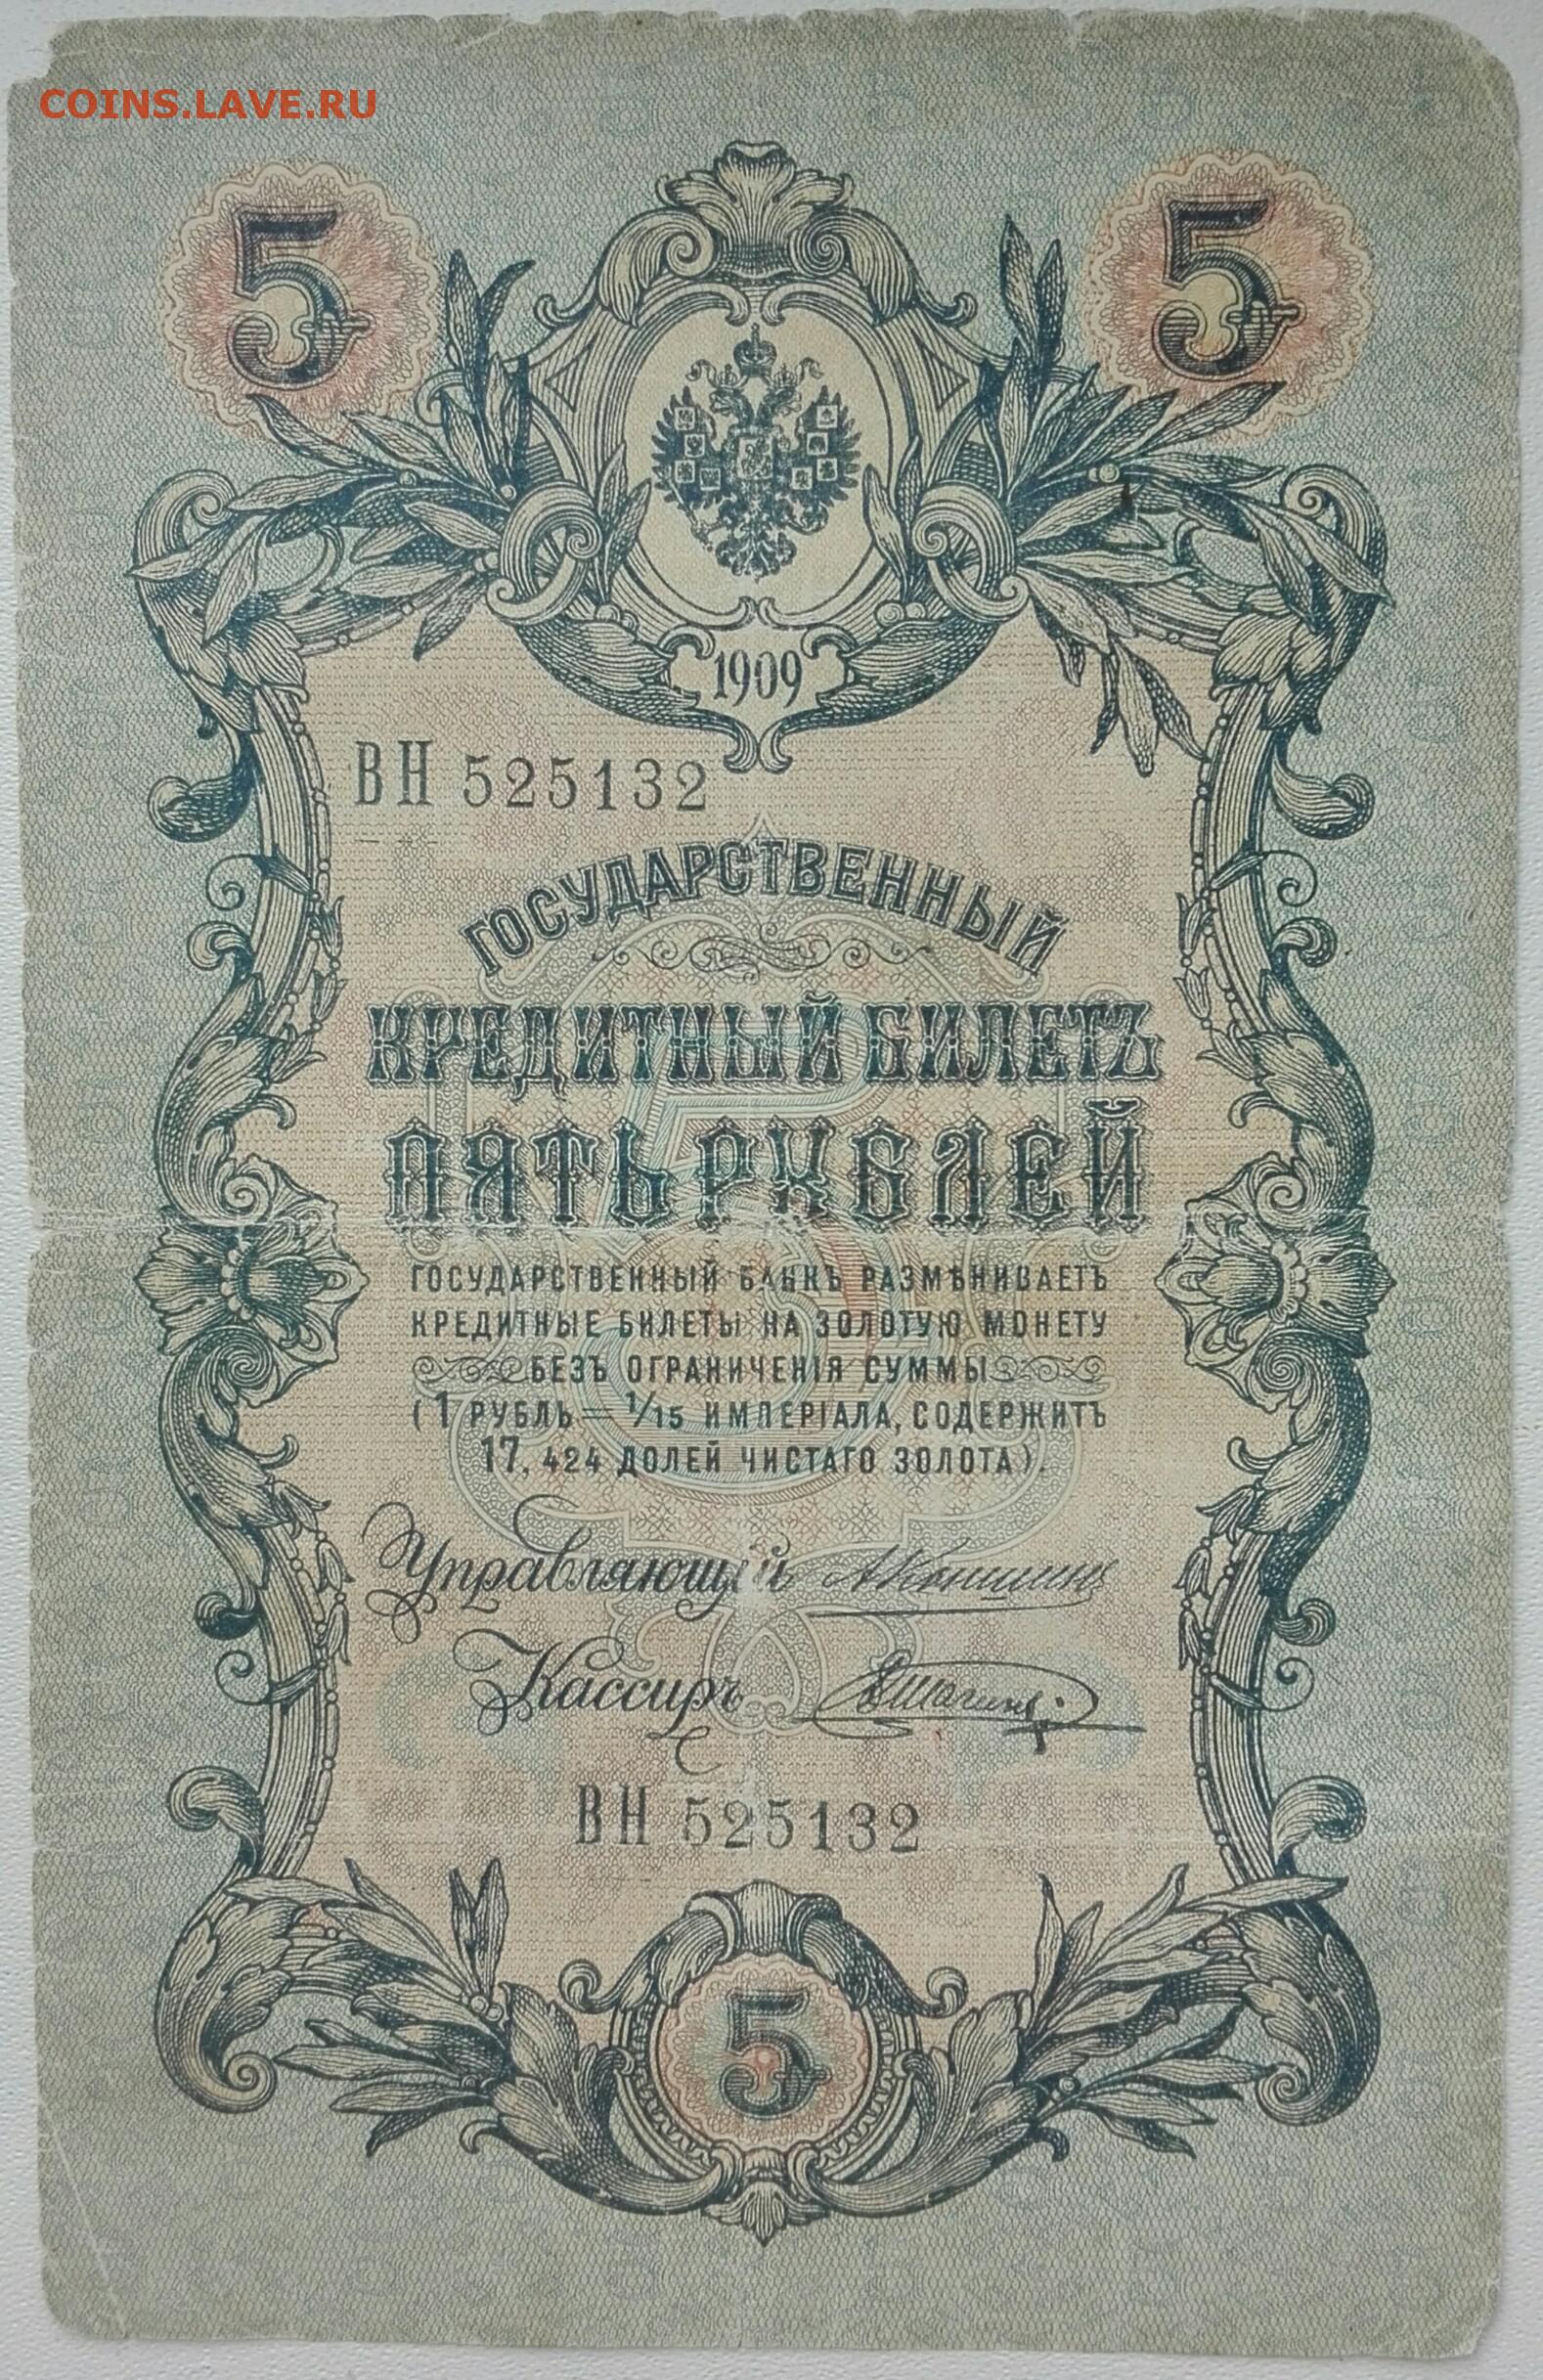 COINS.LAVE.RU
5 5
1909
ВН 525132
ГОСУДАРСТВЕННЫЙ
КРЕДИТНЫЙ БИЛЕТЪ
ПЯТЬ РУБЛЕЙ
ГОСУДАРСТВЕННЫЙ БАНКЪ РАЗМѢНИВАЕТЪ
КРЕДИТНЫЕ БИЛЕТЫ НА ЗОЛОТУЮ МОНЕТУ
БЕЗЪ ОГРАНИЧЕНІЯ СУММЫ
(1 РУБЛЬ = 1/15 ИМПЕРІАЛА, СОДЕРЖИТЪ
17,424 ДОЛЕЙ ЧИСТАГО ЗОЛОТА).
Управляющій АКоншинъ
Кассиръ
ВН 525132
5